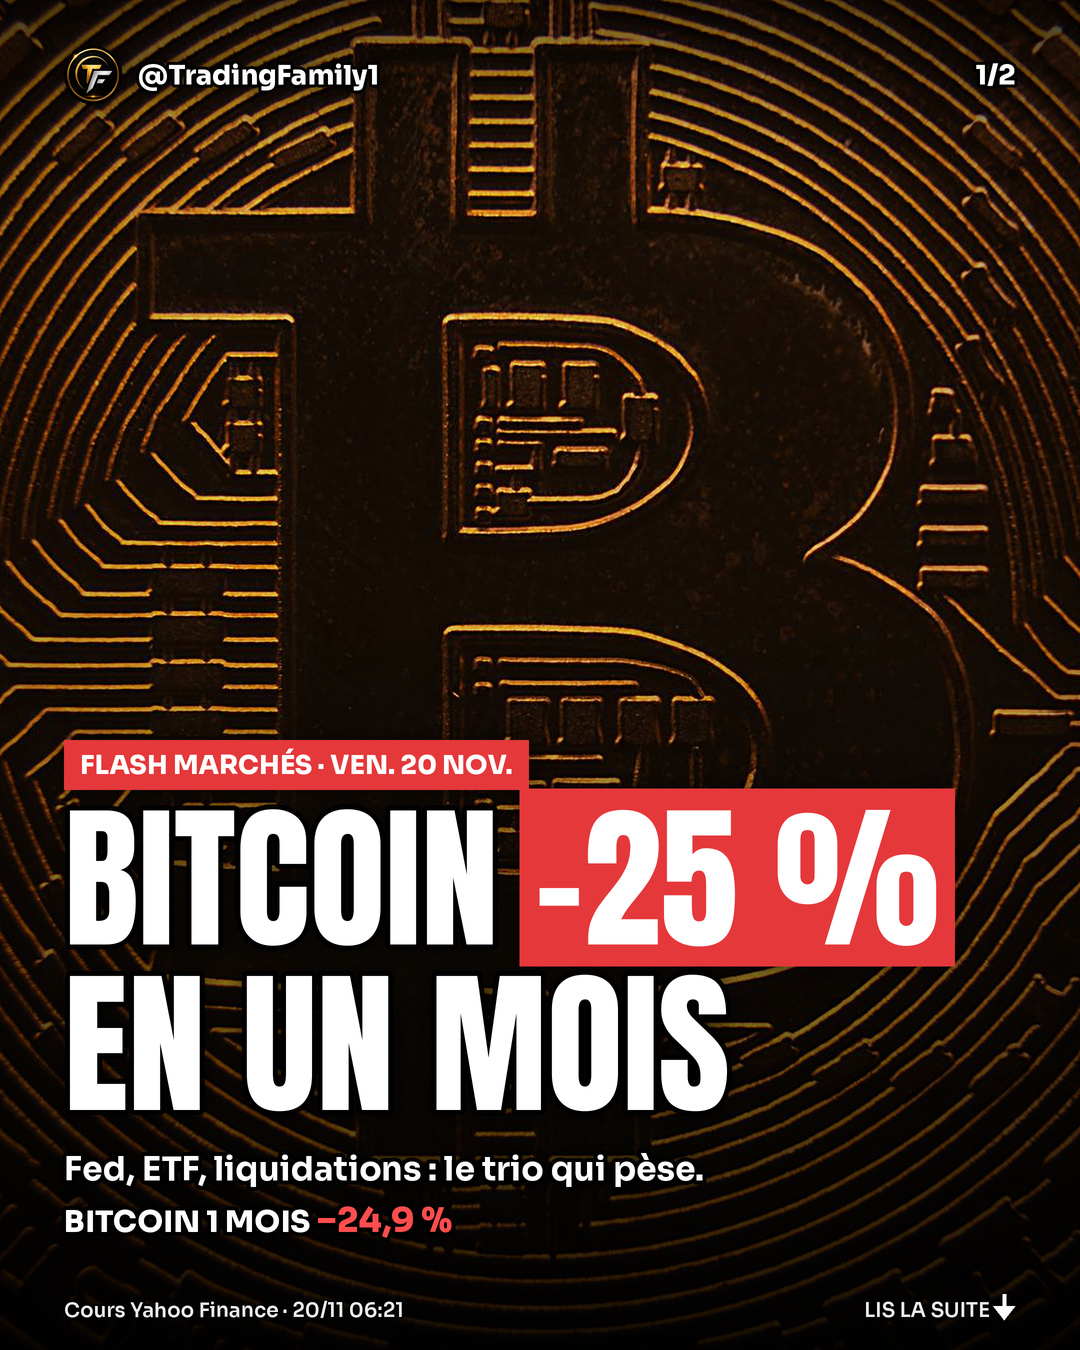 TF @TradingFamily1
1/2
FLASH MARCHÉS · VEN. 20 NOV.
BITCOIN -25 %
EN UN MOIS
Fed, ETF, liquidations : le trio qui pèse.
BITCOIN 1 MOIS −24,9 %
Cours Yahoo Finance · 20/11 06:21
LIS LA SUITE